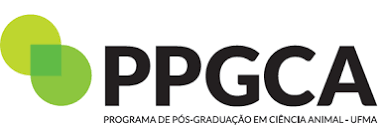 PPGCA
PROGRAMA DE PÓS-GRADUAÇÃO EM CIÊNCIA ANIMAL - UFMA